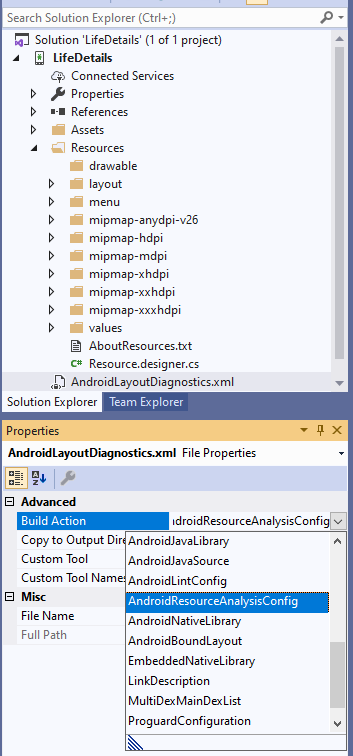 Search Solution Explorer (Ctrl+;)
Solution 'LifeDetails' (1 of 1 project)
LifeDetails
Connected Services
Properties
References
Assets
Resources
drawable
layout
menu
mipmap-anydpi-v26
mipmap-hdpi
mipmap-mdpi
mipmap-xhdpi
mipmap-xxhdpi
mipmap-xxxhdpi
values
AboutResources.txt
C# Resource.designer.cs
AndroidLayoutDiagnostics.xml
Solution Explorer Team Explorer
Properties
AndroidLayoutDiagnostics.xml File Properties
Advanced
Build Action ndroidResourceAnalysisConfig
Copy to Output Dire
Custom Tool
Custom Tool Names
Misc
File Name
Full Path
AndroidJavaLibrary
AndroidJavaSource
AndroidLintConfig
AndroidResourceAnalysisConfig
AndroidNativeLibrary
AndroidBoundLayout
EmbeddedNativeLibrary
LinkDescription
MultiDexMainDexList
ProguardConfiguration